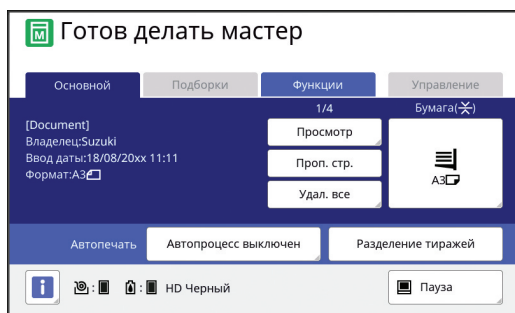 Готов делать мастер
Основной
Подборки
Функции
Управление
1/4
Бумага(✳)
[Document]
Владелец:Suzuki
Ввод даты:18/08/20xx 11:11
Формат:A3
Просмотр
Проп. стр.
Удал. все
A3
Автопечать
Автопроцесс выключен
Разделение тиражей
HD Черный
Пауза